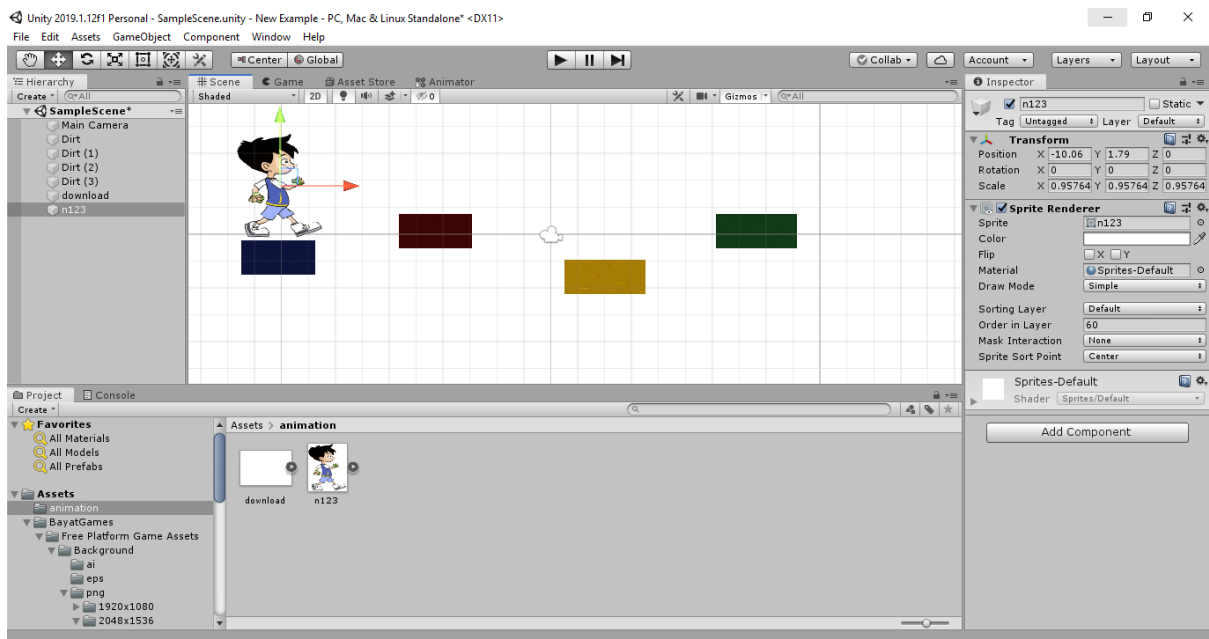 Unity 2019.1.12f1 Personal - SampleScene.unity - New Example - PC, Mac & Linux Standalone* <DX11>
File Edit Assets GameObject Component Window Help
Center Global Collab Account Layers Layout
Hierarchy
Create All
SampleScene*
Main Camera
Dirt
Dirt (1)
Dirt (2)
Dirt (3)
download
n123
Scene Game Asset Store Animator
Shaded 2D 0 Gizmos All
Inspector
n123 Static
Tag Untagged Layer Default
Transform
Position X -10.06 Y 1.79 Z 0
Rotation X 0 Y 0 Z 0
Scale X 0.95764 Y 0.95764 Z 0.95764
Sprite Renderer
Sprite n123
Color
Flip X Y
Material Sprites-Default
Draw Mode Simple
Sorting Layer Default
Order in Layer 60
Mask Interaction None
Sprite Sort Point Center
Sprites-Default
Shader Sprites/Default
Add Component
Project Console
Create
Favorites
All Materials
All Models
All Prefabs
Assets
animation
BayatGames
Free Platform Game Assets
Background
ai
eps
png
1920x1080
2048x1536
Assets > animation
download n123